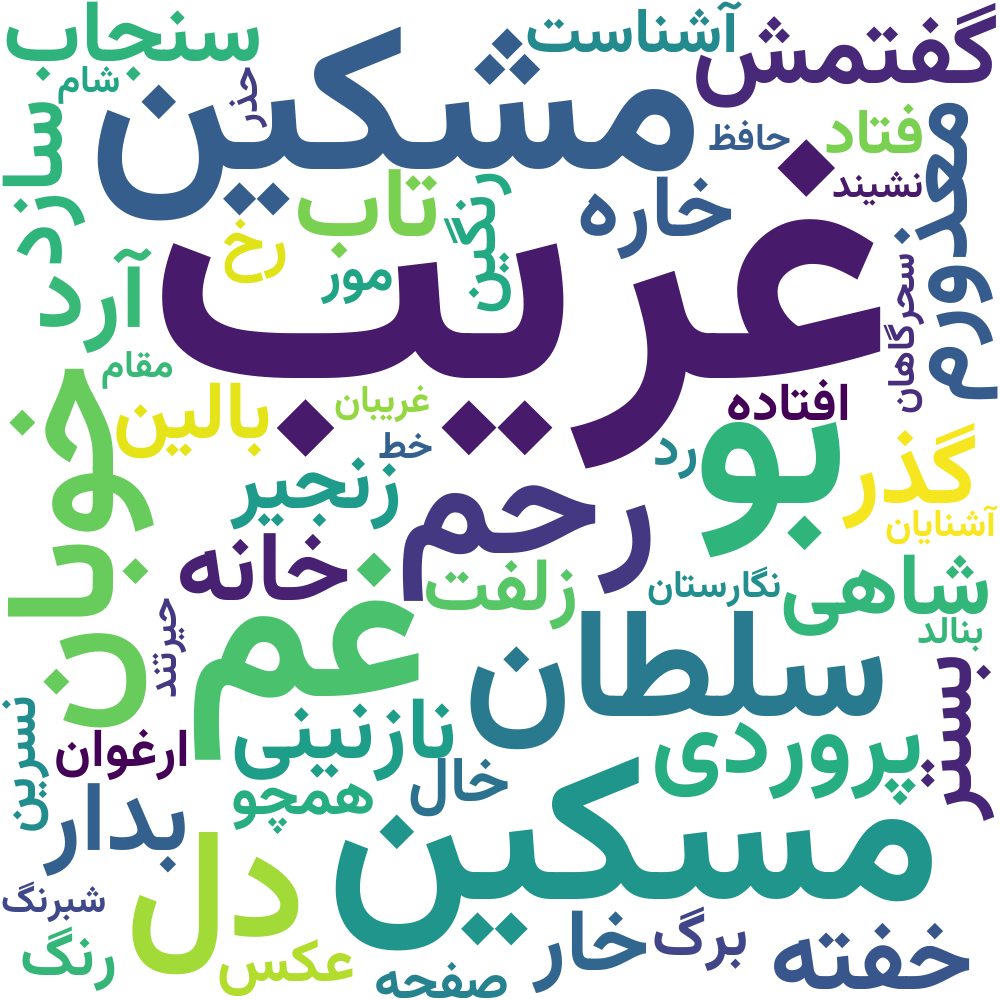 سنجاب
آشناست
گفتمش
شام
حذر
مشکین
حافظ
فتاد
معذورم
سازد
تاب
رنگین
خاره
نشیند
رخ
مور
غریب
سحرگاهان
آرد
مقام
بالین
غریبان
افتاده
خوبان
خط
رد
بو
گذر
زنجیر
رحم
آشنایان
خانه
زلفت
نگارستان
شاهی
بنالد
حیرتند
غم
سلطان
بستر
نسرین
ارغوان
نازنینی
پروردی
همچو
خال
بدار
مسکین
دل
شبرنگ
رنگ
عکس
صفحه
خار
برگ
خفته